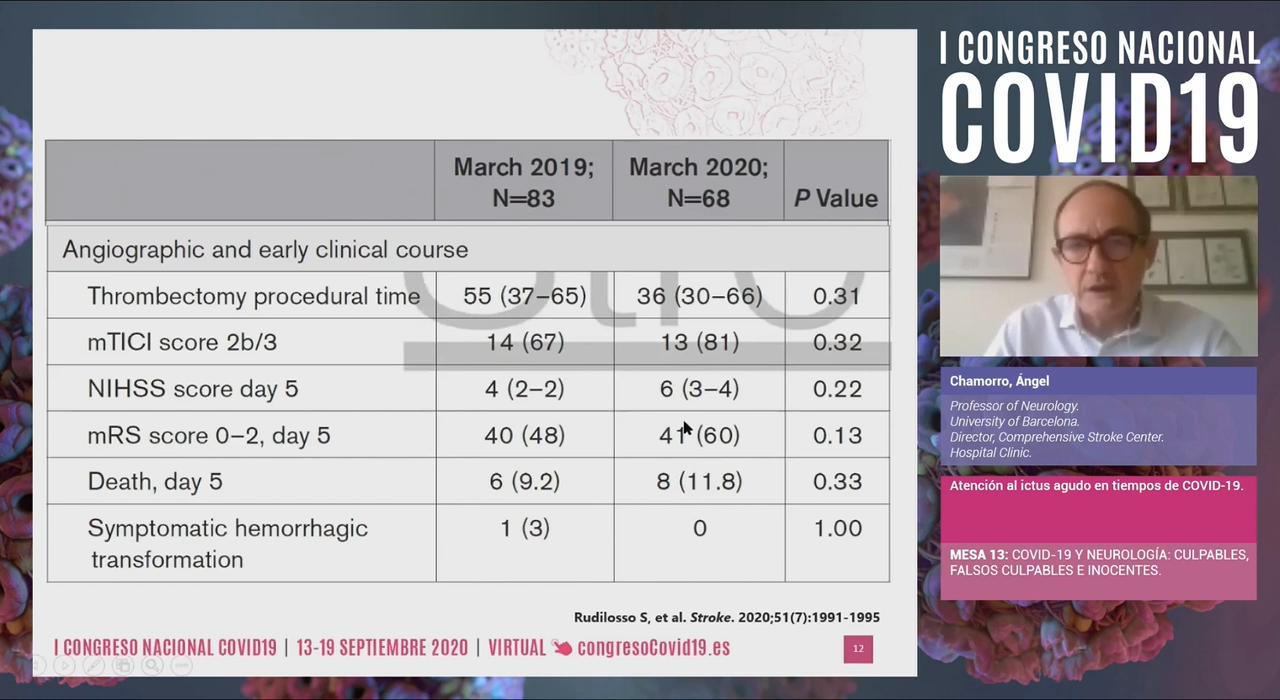 March 2019; March 2020;
N=83 N=68 P Value
Angiographic and early clinical course
Thrombectomy procedural time 55 (37–65) 36 (30–66) 0.31
mTICI score 2b/3 14 (67) 13 (81) 0.32
NIHSS score day 5 4 (2–2) 6 (3–4) 0.22
mRS score 0–2, day 5 40 (48) 41 (60) 0.13
Death, day 5 6 (9.2) 8 (11.8) 0.33
Symptomatic hemorrhagic 1 (3) 0 1.00
transformation
Rudilosso S, et al. Stroke. 2020;51(7):1991-1995
I CONGRESO NACIONAL COVID19 | 13-19 SEPTIEMBRE 2020 | VIRTUAL congresoCovid19.es
12
I CONGRESO NACIONAL
COVID19
Chamorro, Ángel
Professor of Neurology.
University of Barcelona.
Director, Comprehensive Stroke Center.
Hospital Clinic.
Atención al ictus agudo en tiempos de COVID-19.
MESA 13: COVID-19 Y NEUROLOGÍA: CULPABLES,
FALSOS CULPABLES E INOCENTES.